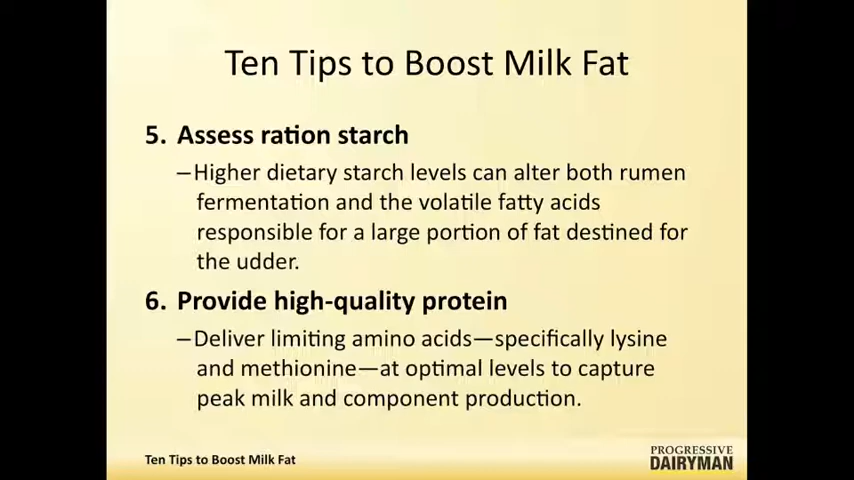 Ten Tips to Boost Milk Fat
5. Assess ration starch
–Higher dietary starch levels can alter both rumen
fermentation and the volatile fatty acids
responsible for a large portion of fat destined for
the udder.
6. Provide high-quality protein
–Deliver limiting amino acids—specifically lysine
and methionine—at optimal levels to capture
peak milk and component production.
Ten Tips to Boost Milk Fat
PROGRESSIVE
DAIRYMAN